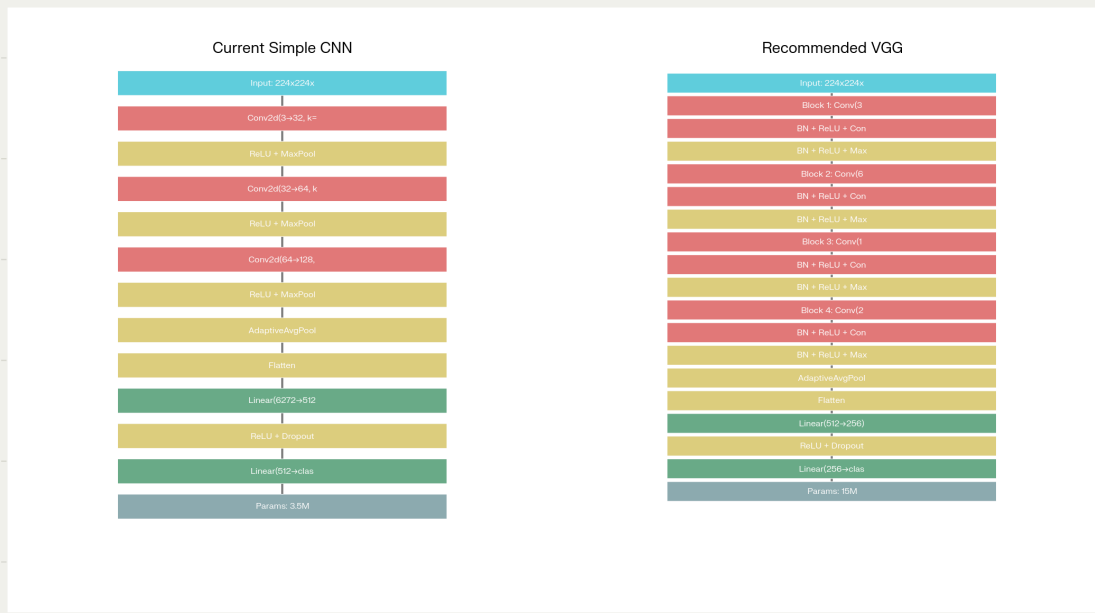 Current Simple CNN
Input: 224x224x
Conv2d(3→32, k=
ReLU + MaxPool
Conv2d(32→64, k
ReLU + MaxPool
Conv2d(64→128,
ReLU + MaxPool
AdaptiveAvgPool
Flatten
Linear(6272→512
ReLU + Dropout
Linear(512→clas
Params: 3.5M
Recommended VGG
Input: 224x224x
Block 1: Conv(3
BN + ReLU + Con
BN + ReLU + Max
Block 2: Conv(6
BN + ReLU + Con
BN + ReLU + Max
Block 3: Conv(1
BN + ReLU + Con
BN + ReLU + Max
Block 4: Conv(2
BN + ReLU + Con
BN + ReLU + Max
AdaptiveAvgPool
Flatten
Linear(512→256)
ReLU + Dropout
Linear(256→clas
Params: 15M